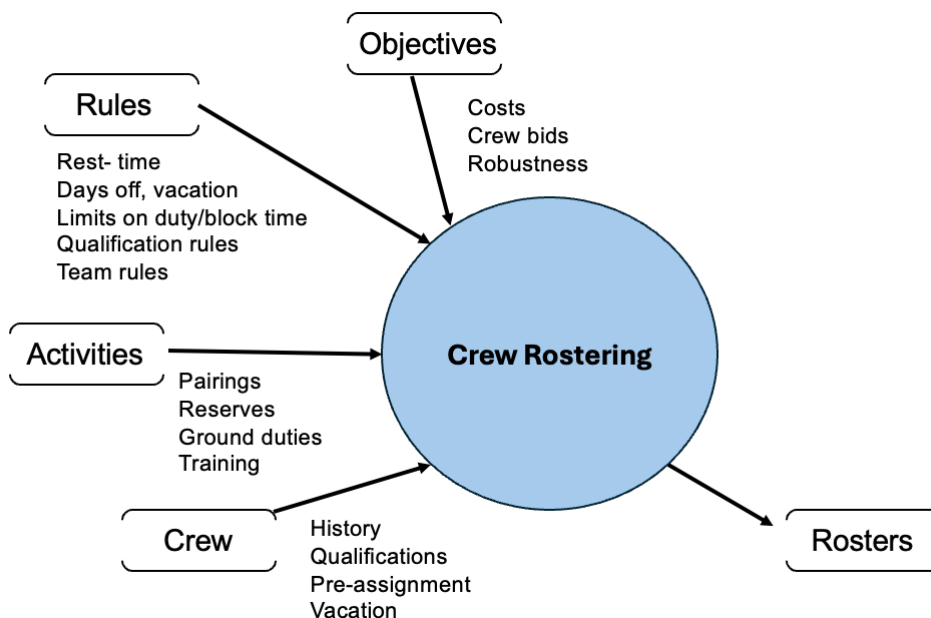 Objectives
Costs
Crew bids
Robustness
Rules
Rest- time
Days off, vacation
Limits on duty/block time
Qualification rules
Team rules
Activities
Pairings
Reserves
Ground duties
Training
Crew Rostering
Crew
History
Qualifications
Pre-assignment
Vacation
Rosters